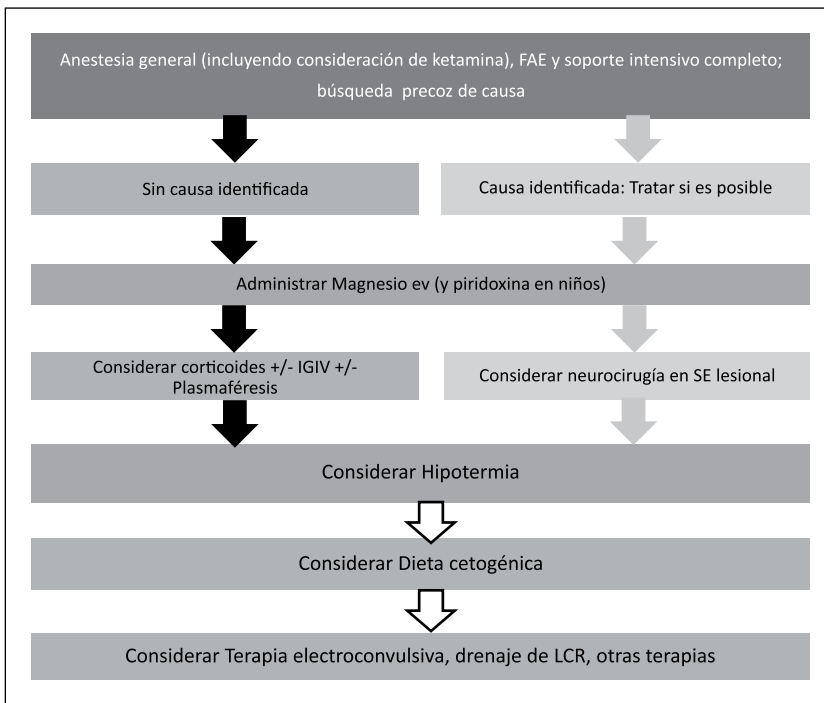 Anestesia general (incluyendo consideración de ketamina), FAE y soporte intensivo completo;
búsqueda precoz de causa
Sin causa identificada
Causa identificada: Tratar si es posible
Administrar Magnesio ev (y piridoxina en niños)
Considerar corticoides +/- IGIV +/-
Plasmaféresis
Considerar neurocirugía en SE lesional
Considerar Hipotermia
Considerar Dieta cetogénica
Considerar Terapia electroconvulsiva, drenaje de LCR, otras terapias